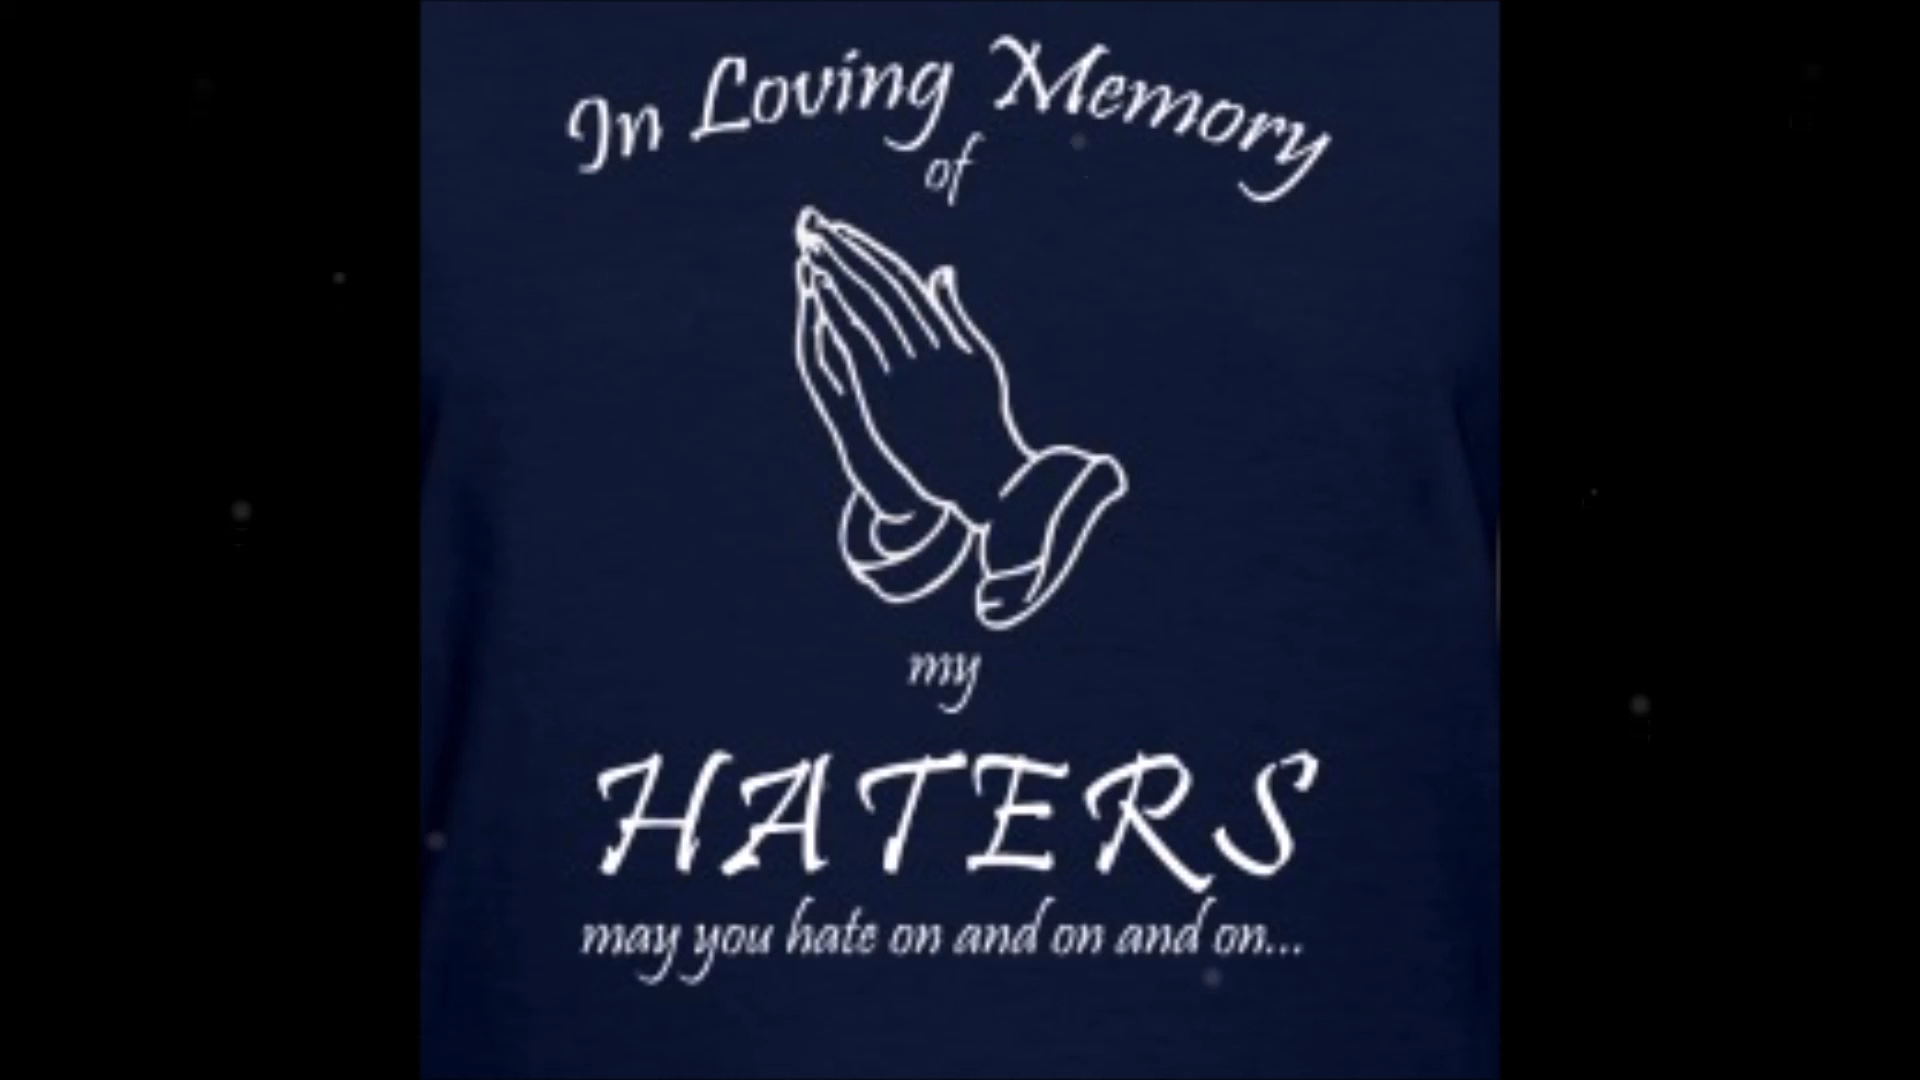 In Loving Memory
of
my
HATERS
may you hate on and on and on...